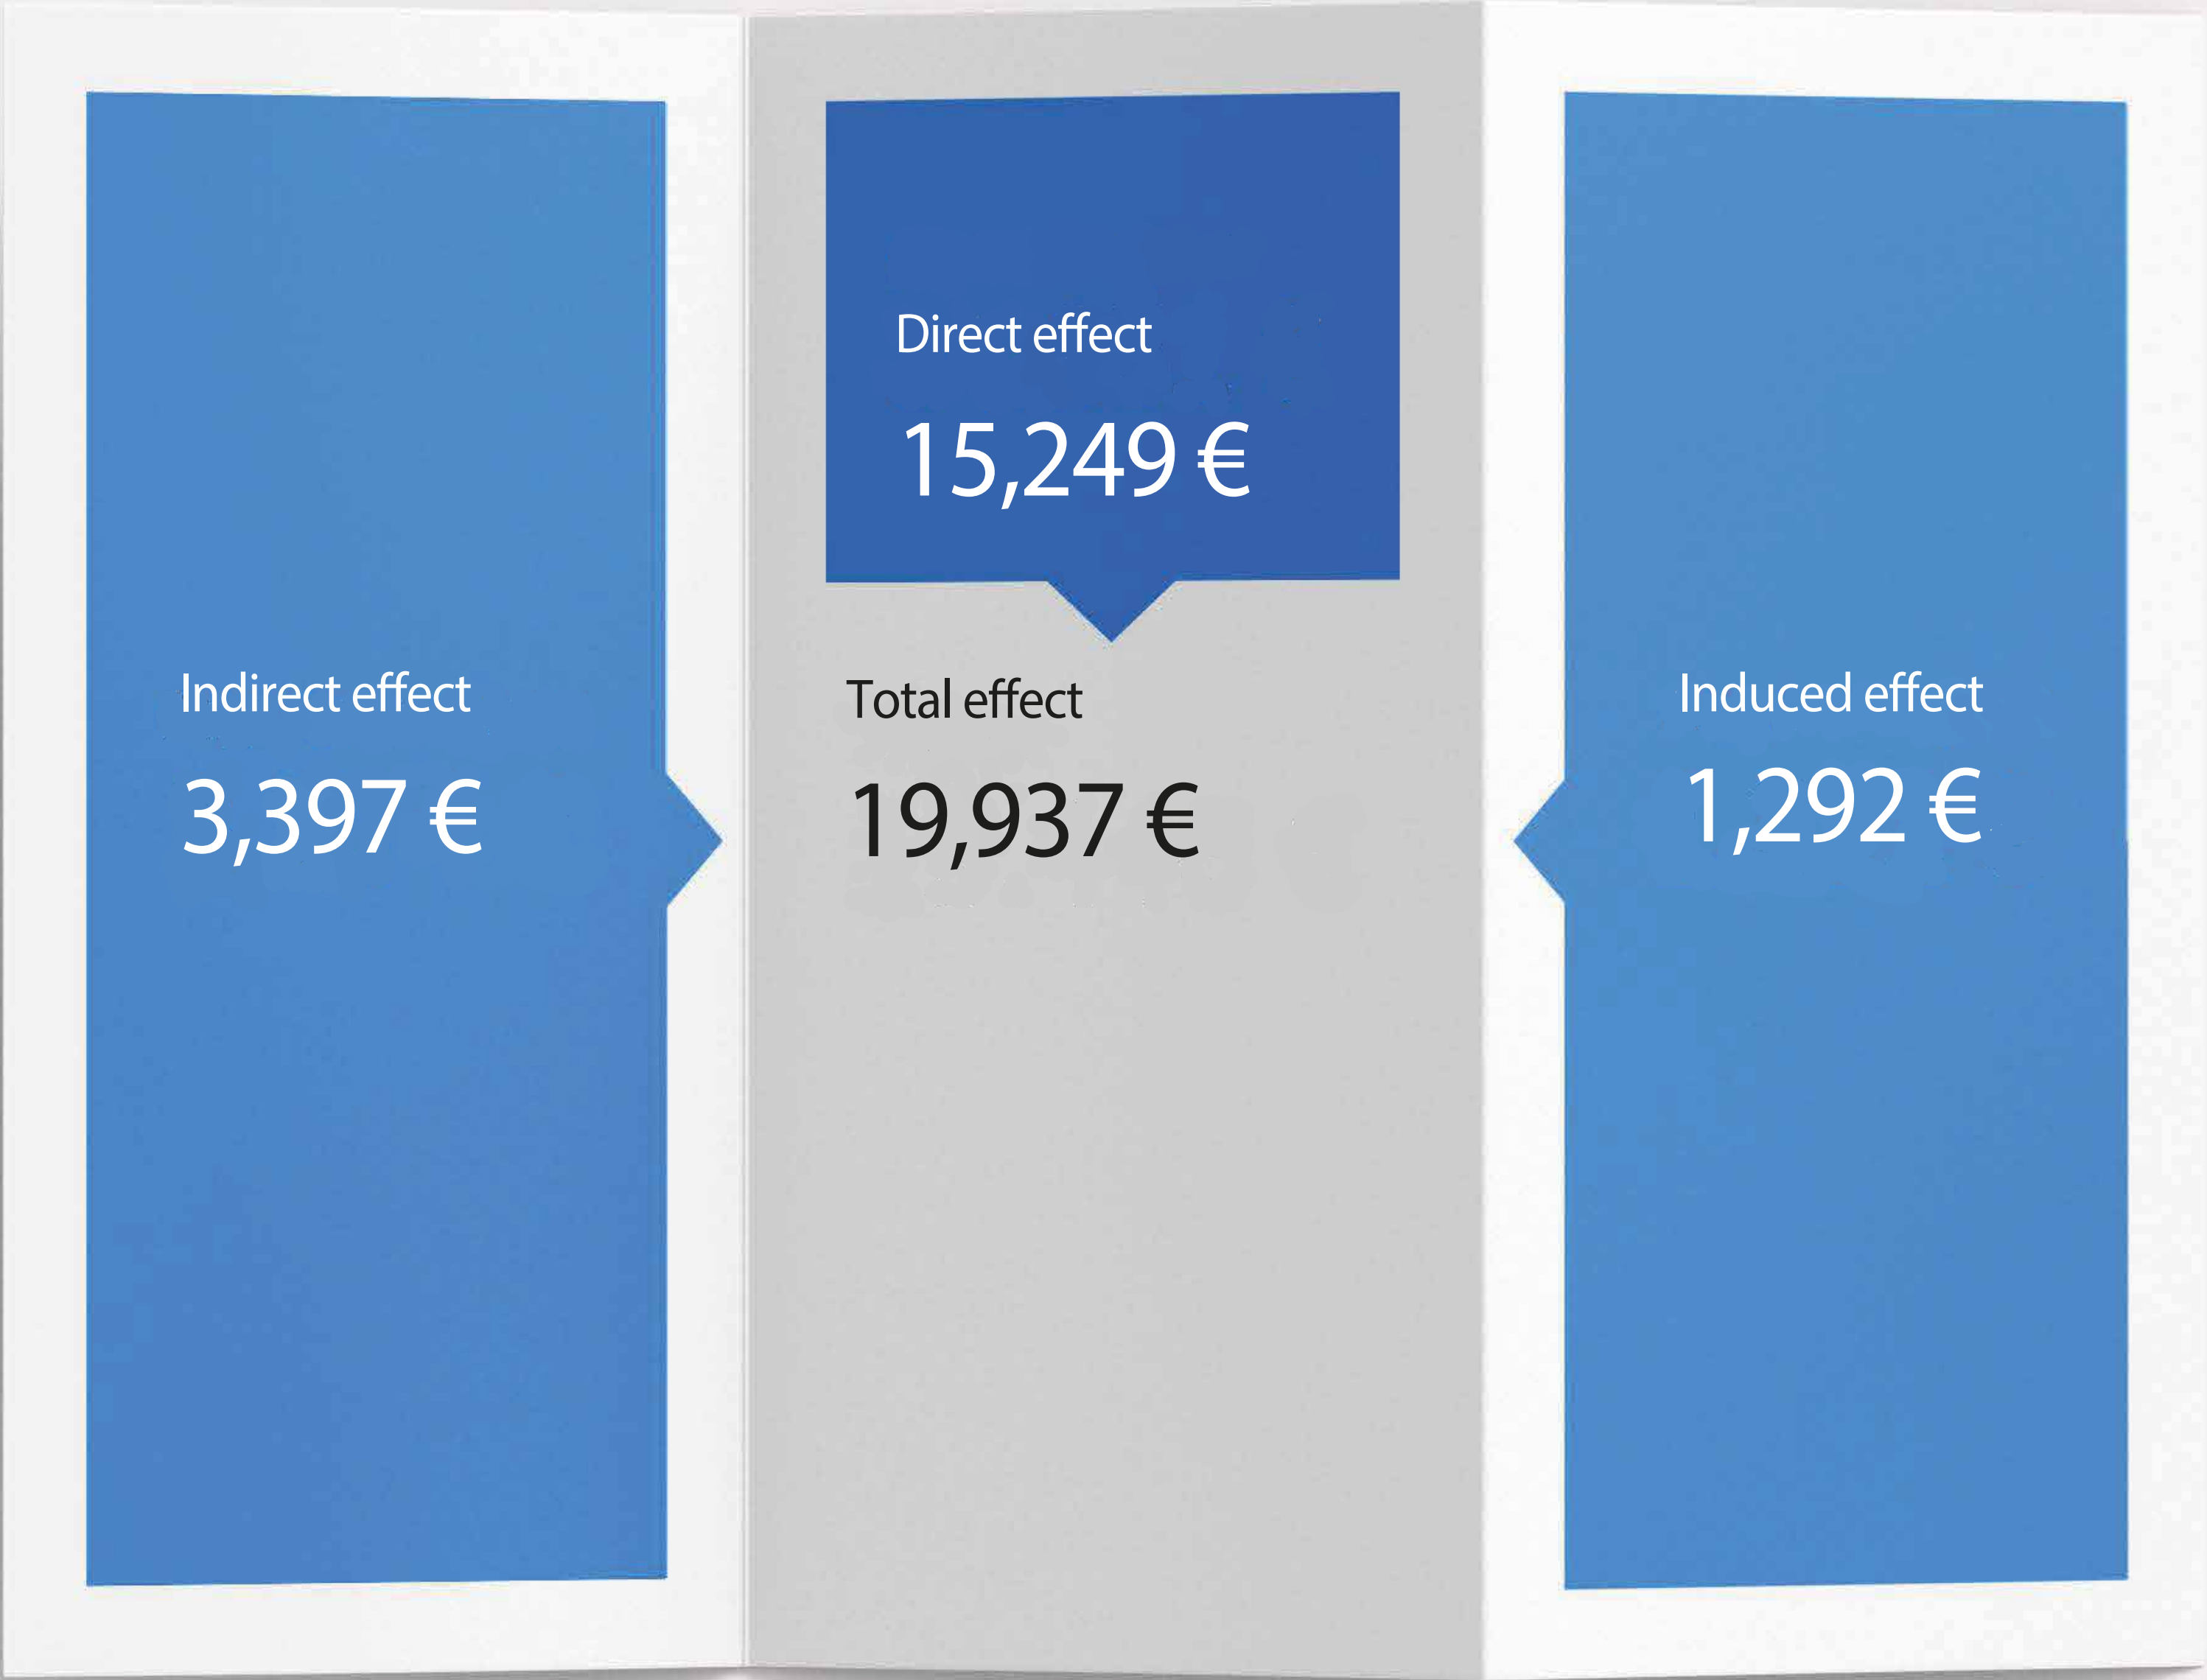 Indirect effect
3,397 €
Direct effect
15,249 €
Total effect
19,937 €
Induced effect
1,292 €